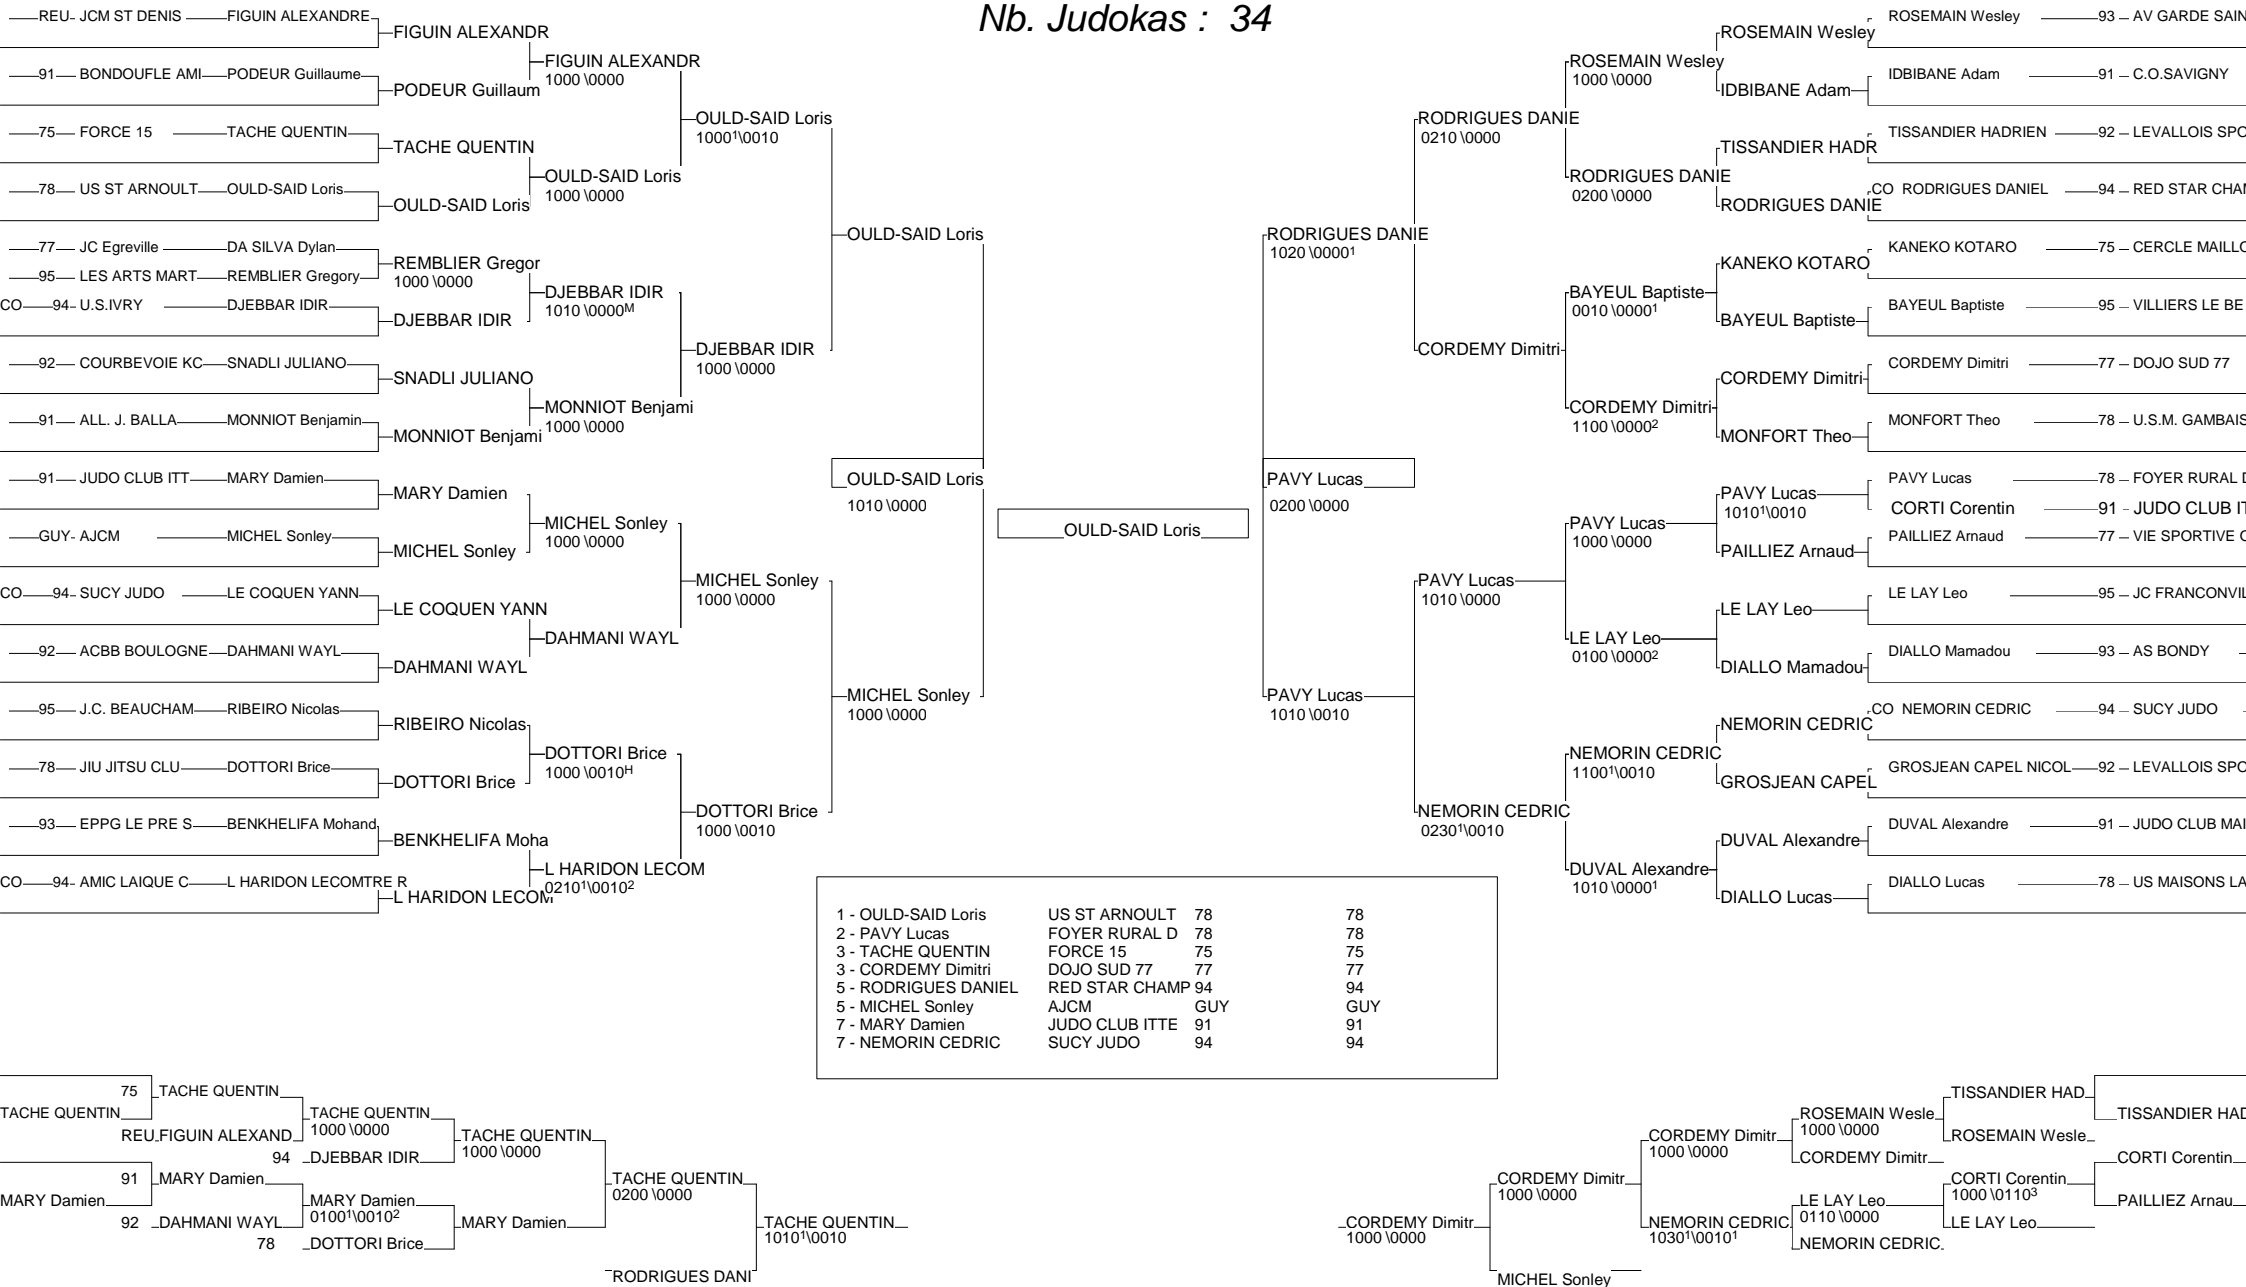 Nb. Judokas : 34
REU- JCM ST DENIS FIGUIN ALEXANDRE
91 BONDOUFLE AMI PODEUR Guillaume
75 FORCE 15 TACHE QUENTIN
78 US ST ARNOULT OULD-SAID Loris
77 JC Egreville DA SILVA Dylan
95 LES ARTS MART REMBLIER Gregory
CO 94 U.S.IVRY DJEBBAR IDIR
92 COURBEVOIE KC SNADLI JULIANO
91 ALL. J. BALLA MONNIOT Benjamin
91 JUDO CLUB ITT MARY Damien
GUY- AJCM MICHEL Sonley
CO 94 SUCY JUDO LE COQUEN YANN
92 ACBB BOULOGNE DAHMANI WAYL
95 J.C. BEAUCHAM RIBEIRO Nicolas
78 JIU JITSU CLU DOTTORI Brice
93 EPPG LE PRE S BENKHELIFA Mohand
CO 94 AMIC LAIQUE C L HARIDON LECOMTRE R
FIGUIN ALEXANDR
PODEUR Guillaum
TACHE QUENTIN
OULD-SAID Loris
REMBLIER Gregor
1000 \0000
DJEBBAR IDIR
SNADLI JULIANO
MONNIOT Benjami
MARY Damien
MICHEL Sonley
LE COQUEN YANN
DAHMANI WAYL
RIBEIRO Nicolas
DOTTORI Brice
BENKHELIFA Moha
L HARIDON LECOM
FIGUIN ALEXANDR
1000 \0000
OULD-SAID Loris
1000 \0000
DJEBBAR IDIR
1010 \0000M
MONNIOT Benjami
1000 \0000
MICHEL Sonley
1000 \0000
DAHMANI WAYL
DOTTORI Brice
1000 \0010H
L HARIDON LECOM
02101\00102
OULD-SAID Loris
10001\0010
DJEBBAR IDIR
1000 \0000
MICHEL Sonley
1000 \0000
DOTTORI Brice
1000 \0010
OULD-SAID Loris
MICHEL Sonley
1000 \0000
OULD-SAID Loris
1010 \0000
OULD-SAID Loris
PAVY Lucas
0200 \0000
RODRIGUES DANIE
1020 \00001
PAVY Lucas
1010 \0010
RODRIGUES DANIE
0210 \0000
CORDEMY Dimitri
PAVY Lucas
1010 \0000
NEMORIN CEDRIC
02301\0010
ROSEMAIN Wesley
1000 \0000
RODRIGUES DANIE
0200 \0000
BAYEUL Baptiste
0010 \00001
CORDEMY Dimitri
1100 \00002
PAVY Lucas
1000 \0000
LE LAY Leo
0100 \00002
NEMORIN CEDRIC
11001\0010
DUVAL Alexandre
1010 \00001
ROSEMAIN Wesley
IDBIBANE Adam
TISSANDIER HADR
RODRIGUES DANIE
KANEKO KOTARO
BAYEUL Baptiste
CORDEMY Dimitri
MONFORT Theo
PAVY Lucas
10101\0010
PAILLIEZ Arnaud
LE LAY Leo
DIALLO Mamadou
NEMORIN CEDRIC
GROSJEAN CAPEL
DUVAL Alexandre
DIALLO Lucas
ROSEMAIN Wesley 93 AV GARDE SAIN
IDBIBANE Adam 91 C.O.SAVIGNY
TISSANDIER HADRIEN 92 LEVALLOIS SPO
CO RODRIGUES DANIEL 94 RED STAR CHAM
KANEKO KOTARO 75 CERCLE MAILLO
BAYEUL Baptiste 95 VILLIERS LE BE
CORDEMY Dimitri 77 DOJO SUD 77
MONFORT Theo 78 U.S.M. GAMBAIS
PAVY Lucas 78 FOYER RURAL D
CORTI Corentin 91 - JUDO CLUB IT
PAILLIEZ Arnaud 77 VIE SPORTIVE
LE LAY Leo 95 JC FRANCONVIL
DIALLO Mamadou 93 AS BONDY
CO NEMORIN CEDRIC 94 SUCY JUDO
GROSJEAN CAPEL NICOL 92 LEVALLOIS SPO
DUVAL Alexandre 91 JUDO CLUB MAI
DIALLO Lucas 78 US MAISONS LA
1 - OULD-SAID Loris US ST ARNOULT 78 78
2 - PAVY Lucas FOYER RURAL D 78 78
3 - TACHE QUENTIN FORCE 15 75 75
3 - CORDEMY Dimitri DOJO SUD 77 77 77
5 - RODRIGUES DANIEL RED STAR CHAMP 94 94
5 - MICHEL Sonley AJCM GUY GUY
7 - MARY Damien JUDO CLUB ITTE 91 91
7 - NEMORIN CEDRIC SUCY JUDO 94 94
TACHE QUENTIN
75 TACHE QUENTIN
REU FIGUIN ALEXAND
TACHE QUENTIN
1000 \0000
94 DJEBBAR IDIR
TACHE QUENTIN
1000 \0000
MARY Damien
91 MARY Damien
92 DAHMANI WAYL
MARY Damien
01001\00102
78 DOTTORI Brice
MARY Damien
TACHE QUENTIN
0200 \0000
RODRIGUES DANI
TACHE QUENTIN
10101\0010
CORDEMY Dimitr
1000 \0000
CORDEMY Dimitr
1000 \0000
MICHEL Sonley
CORDEMY Dimitr
1000 \0000
NEMORIN CEDRIC
10301\00101
ROSEMAIN Wesle
1000 \0000
CORDEMY Dimitr
LE LAY Leo
0110 \0000
NEMORIN CEDRIC
TISSANDIER HAD
ROSEMAIN Wesle
CORTI Corentin
1000 \01103
LE LAY Leo
TISSANDIER HAD
CORTI Corentin
PAILLIEZ Arnau